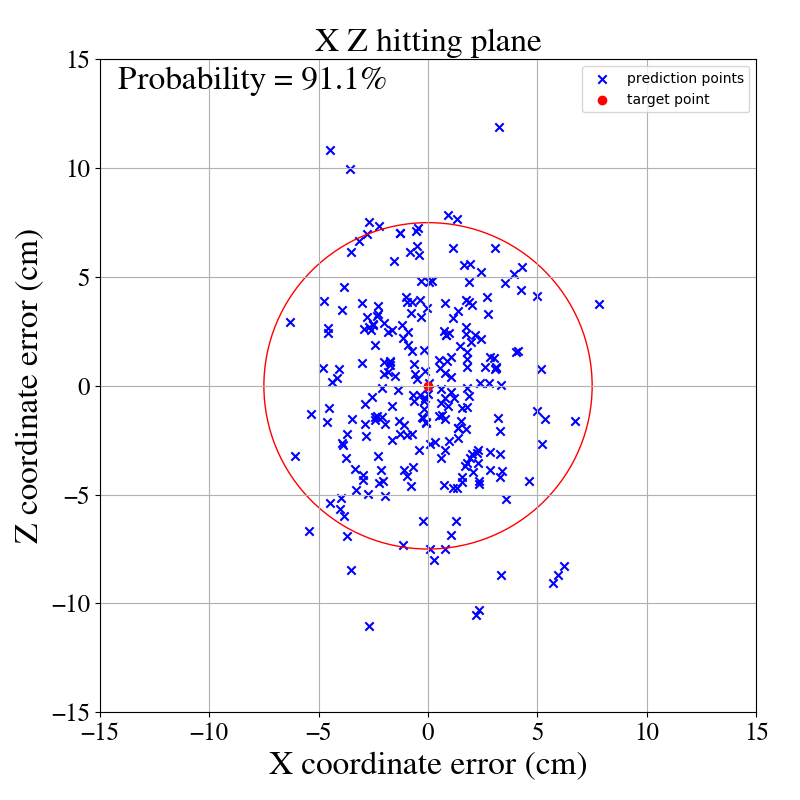 X Z hitting plane
Probability = 91.1%
prediction points
target point
15
10
5
0
−5
−10
−15
Z coordinate error (cm)
−15 −10 −5 0 5 10 15
X coordinate error (cm)